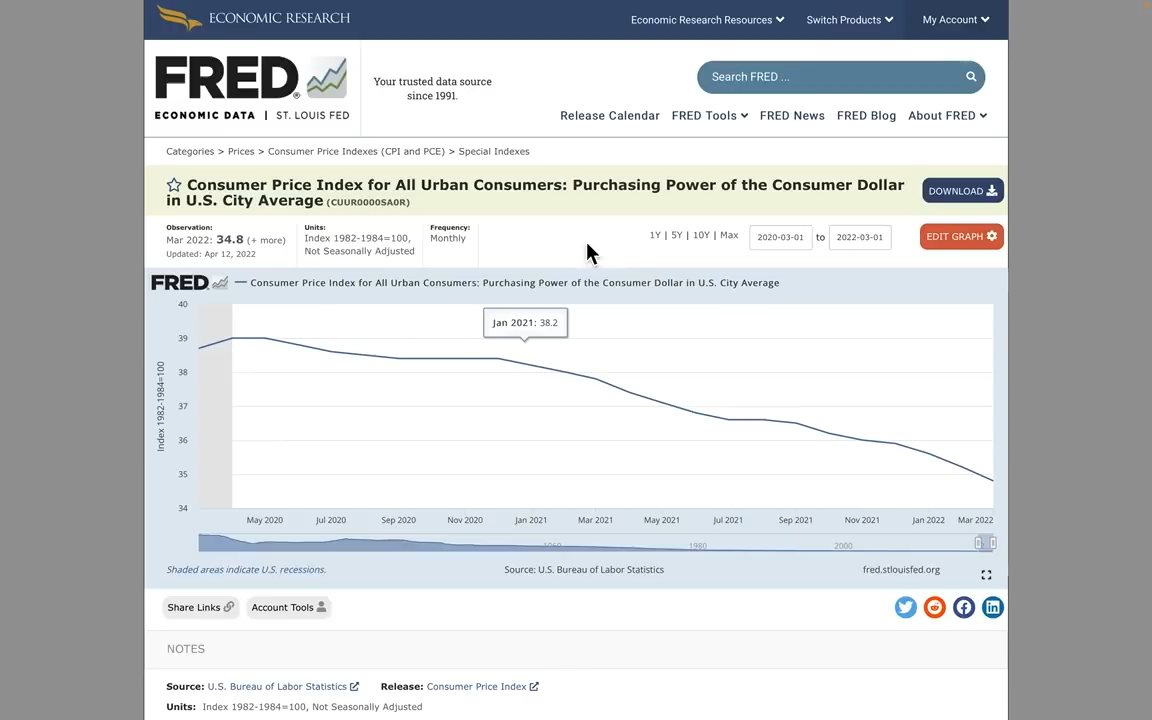 ECONOMIC RESEARCH
Economic Research Resources Switch Products My Account
FRED®
ECONOMIC DATA | ST. LOUIS FED
Your trusted data source
since 1991.
Search FRED ...
Release Calendar FRED Tools FRED News FRED Blog About FRED
Categories > Prices > Consumer Price Indexes (CPI and PCE) > Special Indexes
Consumer Price Index for All Urban Consumers: Purchasing Power of the Consumer Dollar
in U.S. City Average (CUUR0000SA0R)
DOWNLOAD
Observation:
Mar 2022: 34.8 (+ more)
Updated: Apr 12, 2022
Units:
Index 1982-1984=100,
Not Seasonally Adjusted
Frequency:
Monthly
1Y | 5Y | 10Y | Max
2020-03-01 to 2022-03-01
EDIT GRAPH
FRED — Consumer Price Index for All Urban Consumers: Purchasing Power of the Consumer Dollar in U.S. City Average
Jan 2021: 38.2
Index 1982-1984=100
40
39
38
37
36
35
34
May 2020 Jul 2020 Sep 2020 Nov 2020 Jan 2021 Mar 2021 May 2021 Jul 2021 Sep 2021 Nov 2021 Jan 2022 Mar 2022
1960 1980 2000
Shaded areas indicate U.S. recessions. Source: U.S. Bureau of Labor Statistics fred.stlouisfed.org
Share Links Account Tools
NOTES
Source: U.S. Bureau of Labor Statistics Release: Consumer Price Index
Units: Index 1982-1984=100, Not Seasonally Adjusted